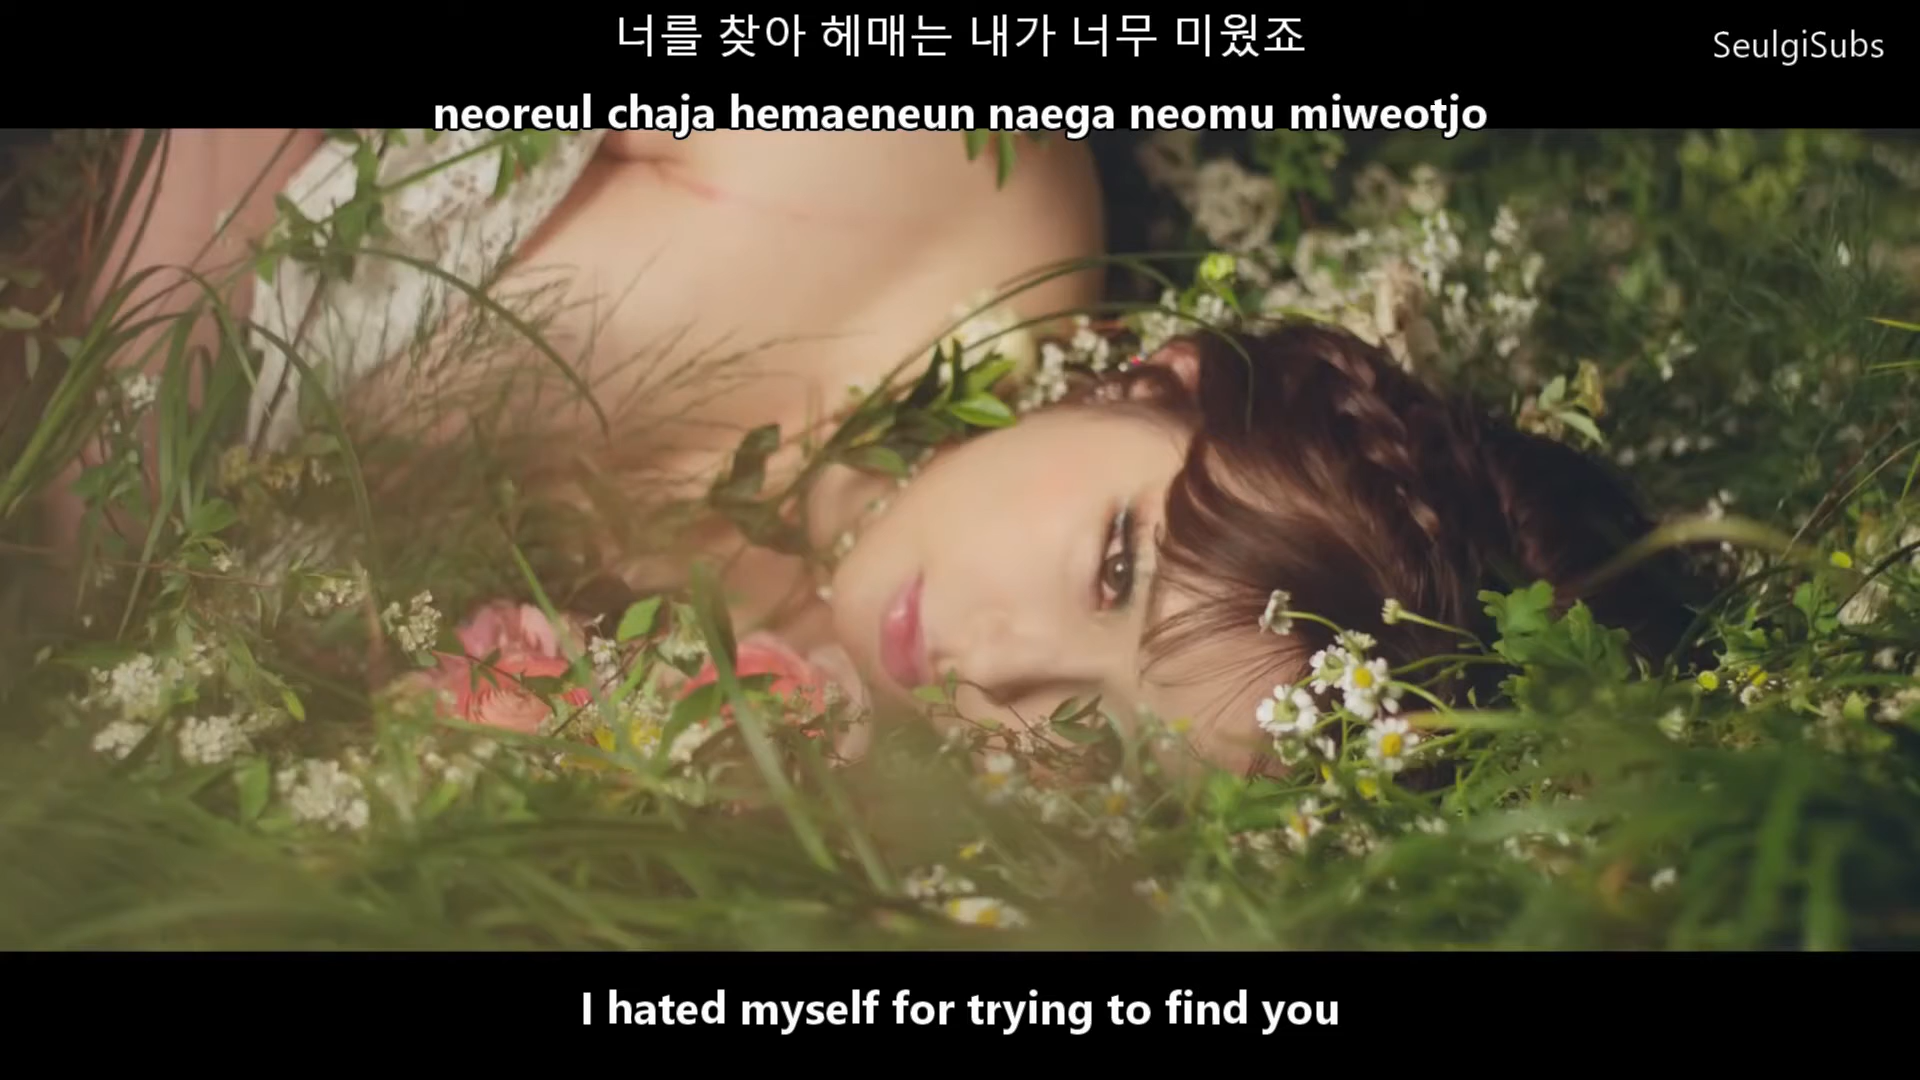 너를 찾아 헤매는 내가 너무 미웠죠
SeulgiSubs
neoreul chaja hemaeneun naega neomu miweotjo
I hated myself for trying to find you